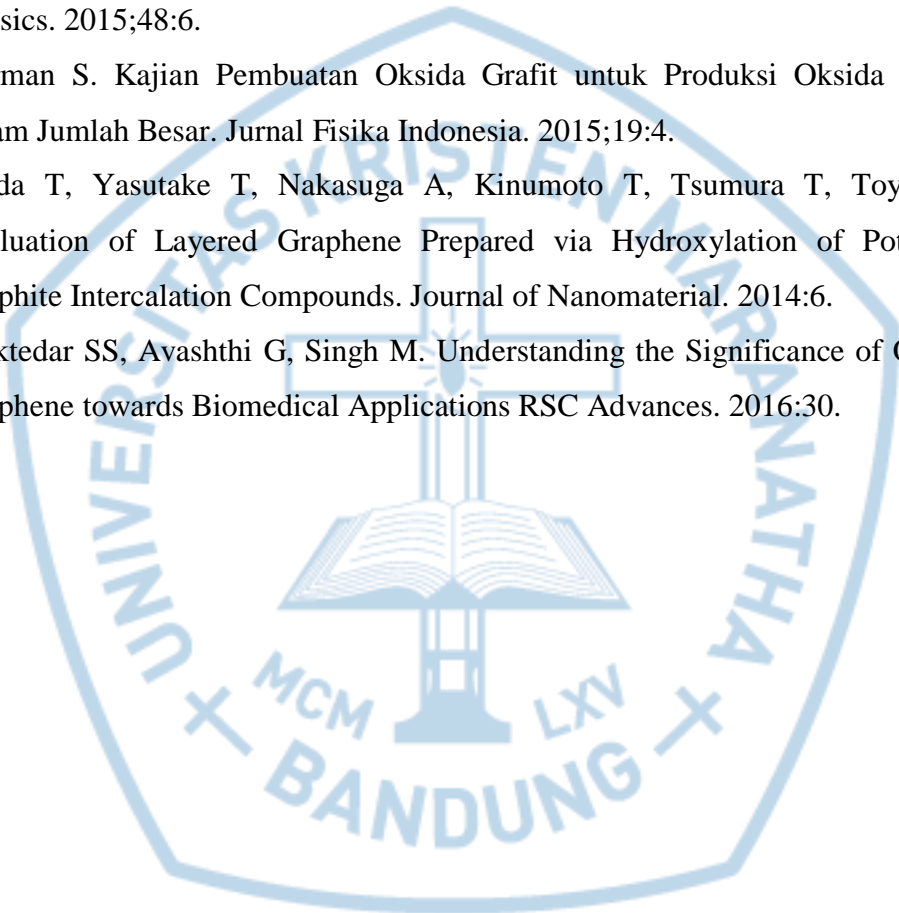 sics. 2015;48:6.
man S. Kajian Pembuatan Oksida Grafit untuk Produksi Oksida
am Jumlah Besar. Jurnal Fisika Indonesia. 2015;19:4.
da T, Yasutake T, Nakasuga A, Kinumoto T, Tsumura T, Toy
luation of Layered Graphene Prepared via Hydroxylation of Pot
phite Intercalation Compounds. Journal of Nanomaterial. 2014:6.
ktedar SS, Avashthi G, Singh M. Understanding the Significance of
phene towards Biomedical Applications RSC Advances. 2016:30.
UNIVERSITAS KRISTEN MARANATHA
MCM LXV
BANDUNG